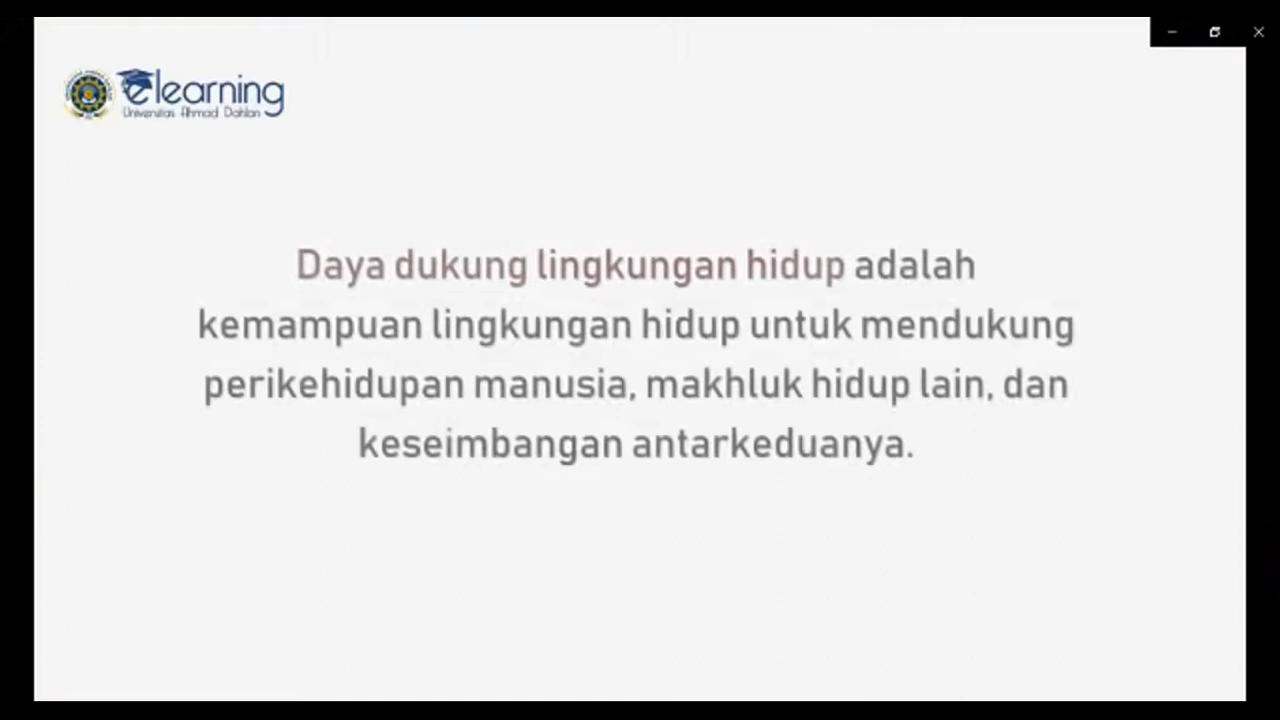 elearning
Universitas Ahmad Dahlan
Daya dukung lingkungan hidup adalah
kemampuan lingkungan hidup untuk mendukung
perikehidupan manusia, makhluk hidup lain, dan
keseimbangan antarkeduanya.